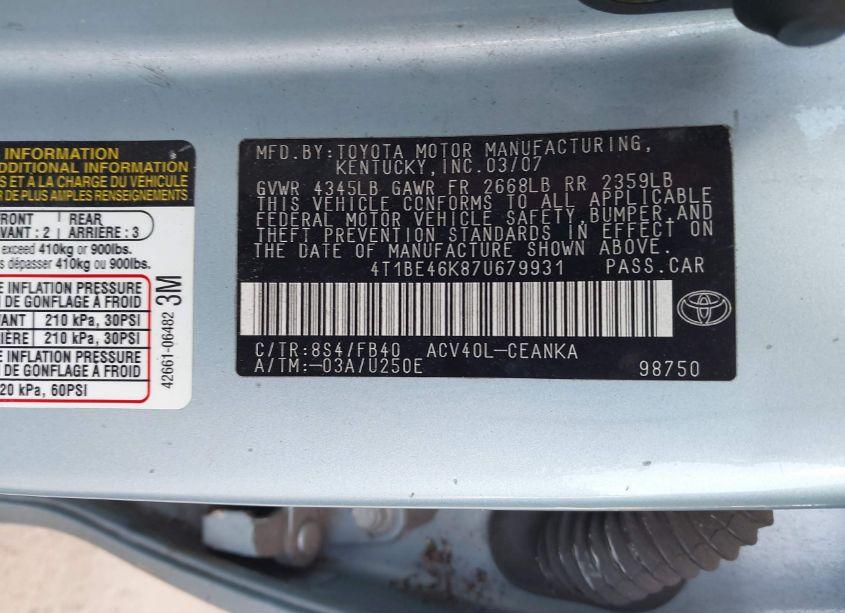 INFORMATION
ADDITIONAL INFORMATION
S ET À LA CHARGE DU VÉHICULE
R DE PLUS AMPLES RENSEIGNEMENTS
FRONT REAR
AVANT : 2 ARRIÈRE : 3
exceed 410kg or 900lbs.
dépasser 410kg ou 900lbs.
E INFLATION PRESSURE
N DE GONFLAGE À FROID
VANT 210 kPa, 30PSI
RIÈRE 210 kPa, 30PSI
E INFLATION PRESSURE
N DE GONFLAGE À FROID
20 kPa, 60PSI
42661-06482 3M
MFD.BY:TOYOTA MOTOR MANUFACTURING,
KENTUCKY,INC.03/07
GVWR 4345LB GAWR FR 2668LB RR 2359LB
THIS VEHICLE CONFORMS TO ALL APPLICABLE
FEDERAL MOTOR VEHICLE SAFETY,BUMPER,AND
THEFT PREVENTION STANDARDS IN EFFECT ON
THE DATE OF MANUFACTURE SHOWN ABOVE.
4T1BE46K87U679931 PASS.CAR
C/TR:8S4/FB40 ACV40L-CEANKA
A/TM:-03A/U250E 98750